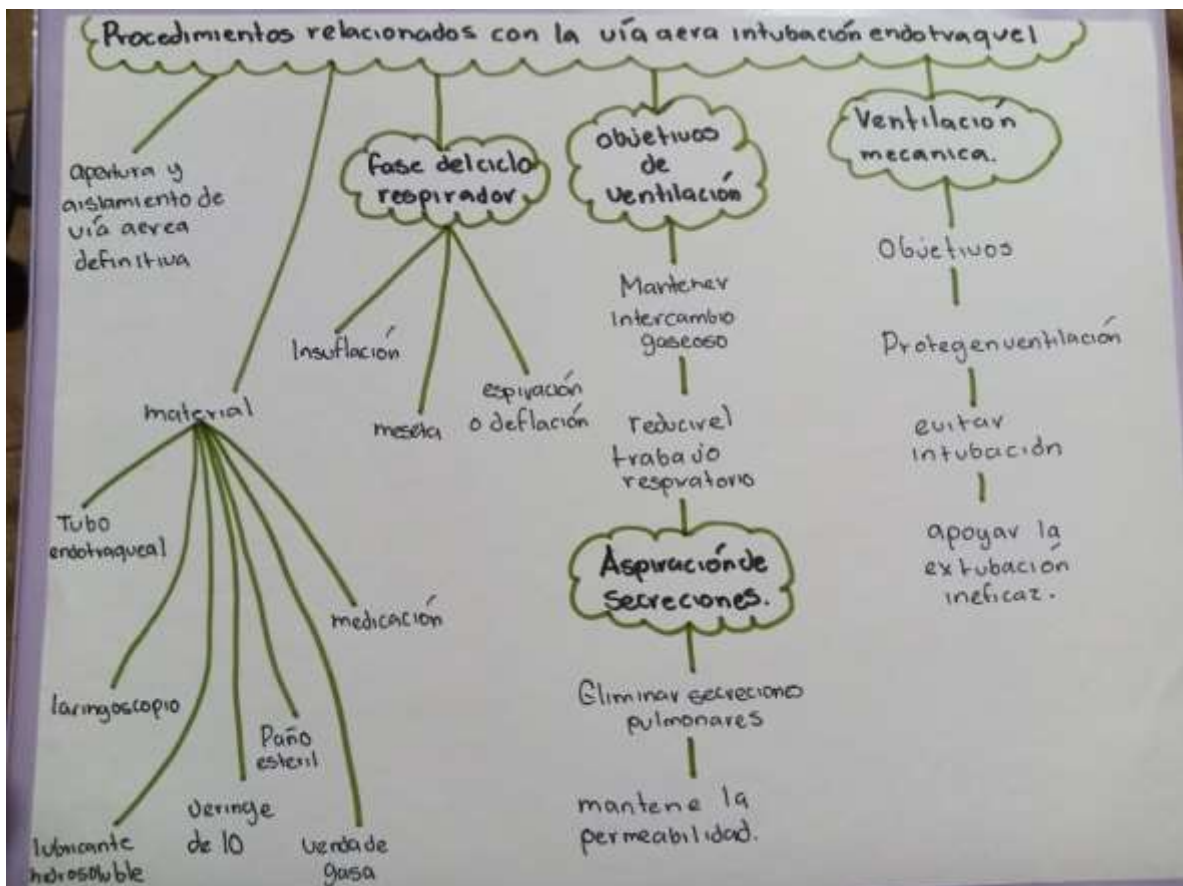 Procedimientos relacionados con la vía aera intubación endotraquel
apertura y
aislamiento de
vía aerea
definitiva
material
Tubo
endotraqueal
laringoscopio
lubricante
hidrosoluble
veringe
de 10
Paño
esteril
venda de
gasa
medicación
fase del ciclo
respirador
Insuflación
meseta
espiración
o deflación
objetivos
de
ventilación
Mantener
intercambio
gaseoso
reducir el
trabajo
respiratorio
Aspiración de
secreciones.
Eliminar secreciono
pulmonares
mantene la
permeabilidad.
Ventilación
mecanica.
Objetivos
Protegen ventilación
evitar
intubación
apoyar la
extubación
ineficaz.